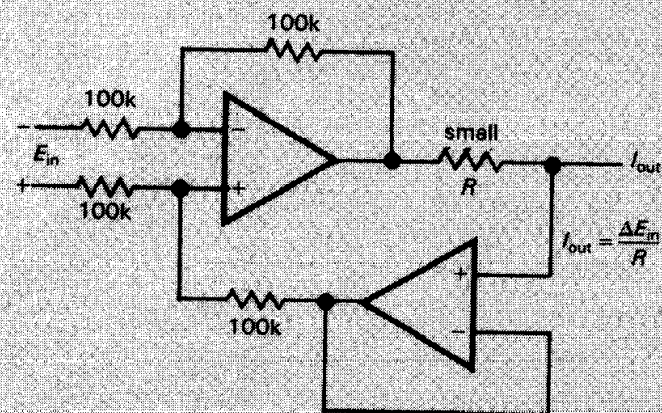 100k
100k
small
−
−
E_in
I_out
+
+
R
100k
I_out = ΔE_in / R
+
−
100k